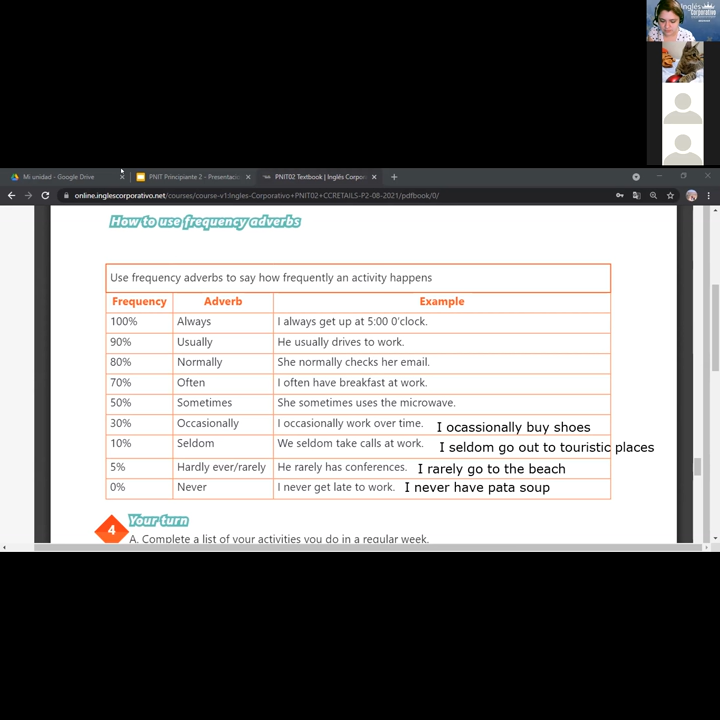 Inglés
Corporativo
Mi unidad - Google Drive
PNIT Principiante 2 - Presentaci
PNIT02 Textbook | Inglés Corpor
online.inglescorporativo.net/courses/course-v1:Ingles-Corporativo+PNIT02+CCRETAILS-P2-08-2021/pdfbook/0/
How to use frequency adverbs
Use frequency adverbs to say how frequently an activity happens
Frequency Adverb Example
100% Always I always get up at 5:00 0'clock.
90% Usually He usually drives to work.
80% Normally She normally checks her email.
70% Often I often have breakfast at work.
50% Sometimes She sometimes uses the microwave.
30% Occasionally I occasionally work over time. I ocassionally buy shoes
10% Seldom We seldom take calls at work. I seldom go out to touristic places
5% Hardly ever/rarely He rarely has conferences. I rarely go to the beach
0% Never I never get late to work. I never have pata soup
4 Your turn
A. Complete a list of your activities you do in a regular week.